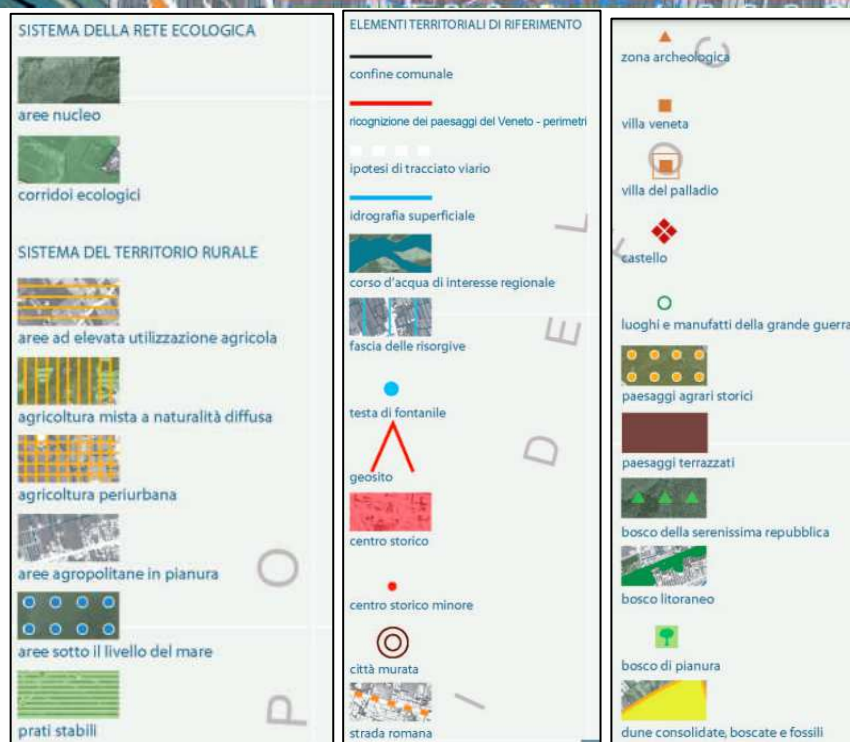 SISTEMA DELLA RETE ECOLOGICA
aree nucleo
corridoi ecologici
SISTEMA DEL TERRITORIO RURALE
aree ad elevata utilizzazione agricola
agricoltura mista a naturalità diffusa
agricoltura periurbana
aree agropolitane in pianura
aree sotto il livello del mare
prati stabili
P O
ELEMENTI TERRITORIALI DI RIFERIMENTO
confine comunale
ricognizione dei paesaggi del Veneto - perimetri
ipotesi di tracciato viario
idrografia superficiale
corso d'acqua di interesse regionale
fascia delle risorgive
testa di fontanile
geosito
centro storico
centro storico minore
città murata
strada romana
I D E L
zona archeologica
villa veneta
villa del palladio
castello
luoghi e manufatti della grande guerra
paesaggi agrari storici
paesaggi terrazzati
bosco della serenissima repubblica
bosco litoraneo
bosco di pianura
dune consolidate, boscate e fossili
O C